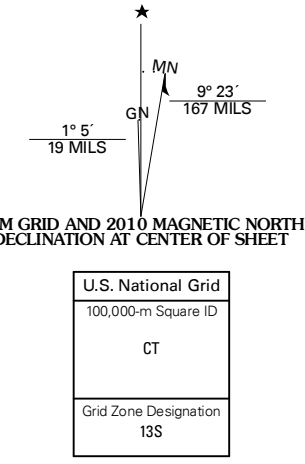 ★
MN
9° 23´
167 MILS
GN
1° 5´
19 MILS
M GRID AND 2010 MAGNETIC NORTH
DECLINATION AT CENTER OF SHEET
U.S. National Grid
100,000-m Square ID
CT
Grid Zone Designation
13S